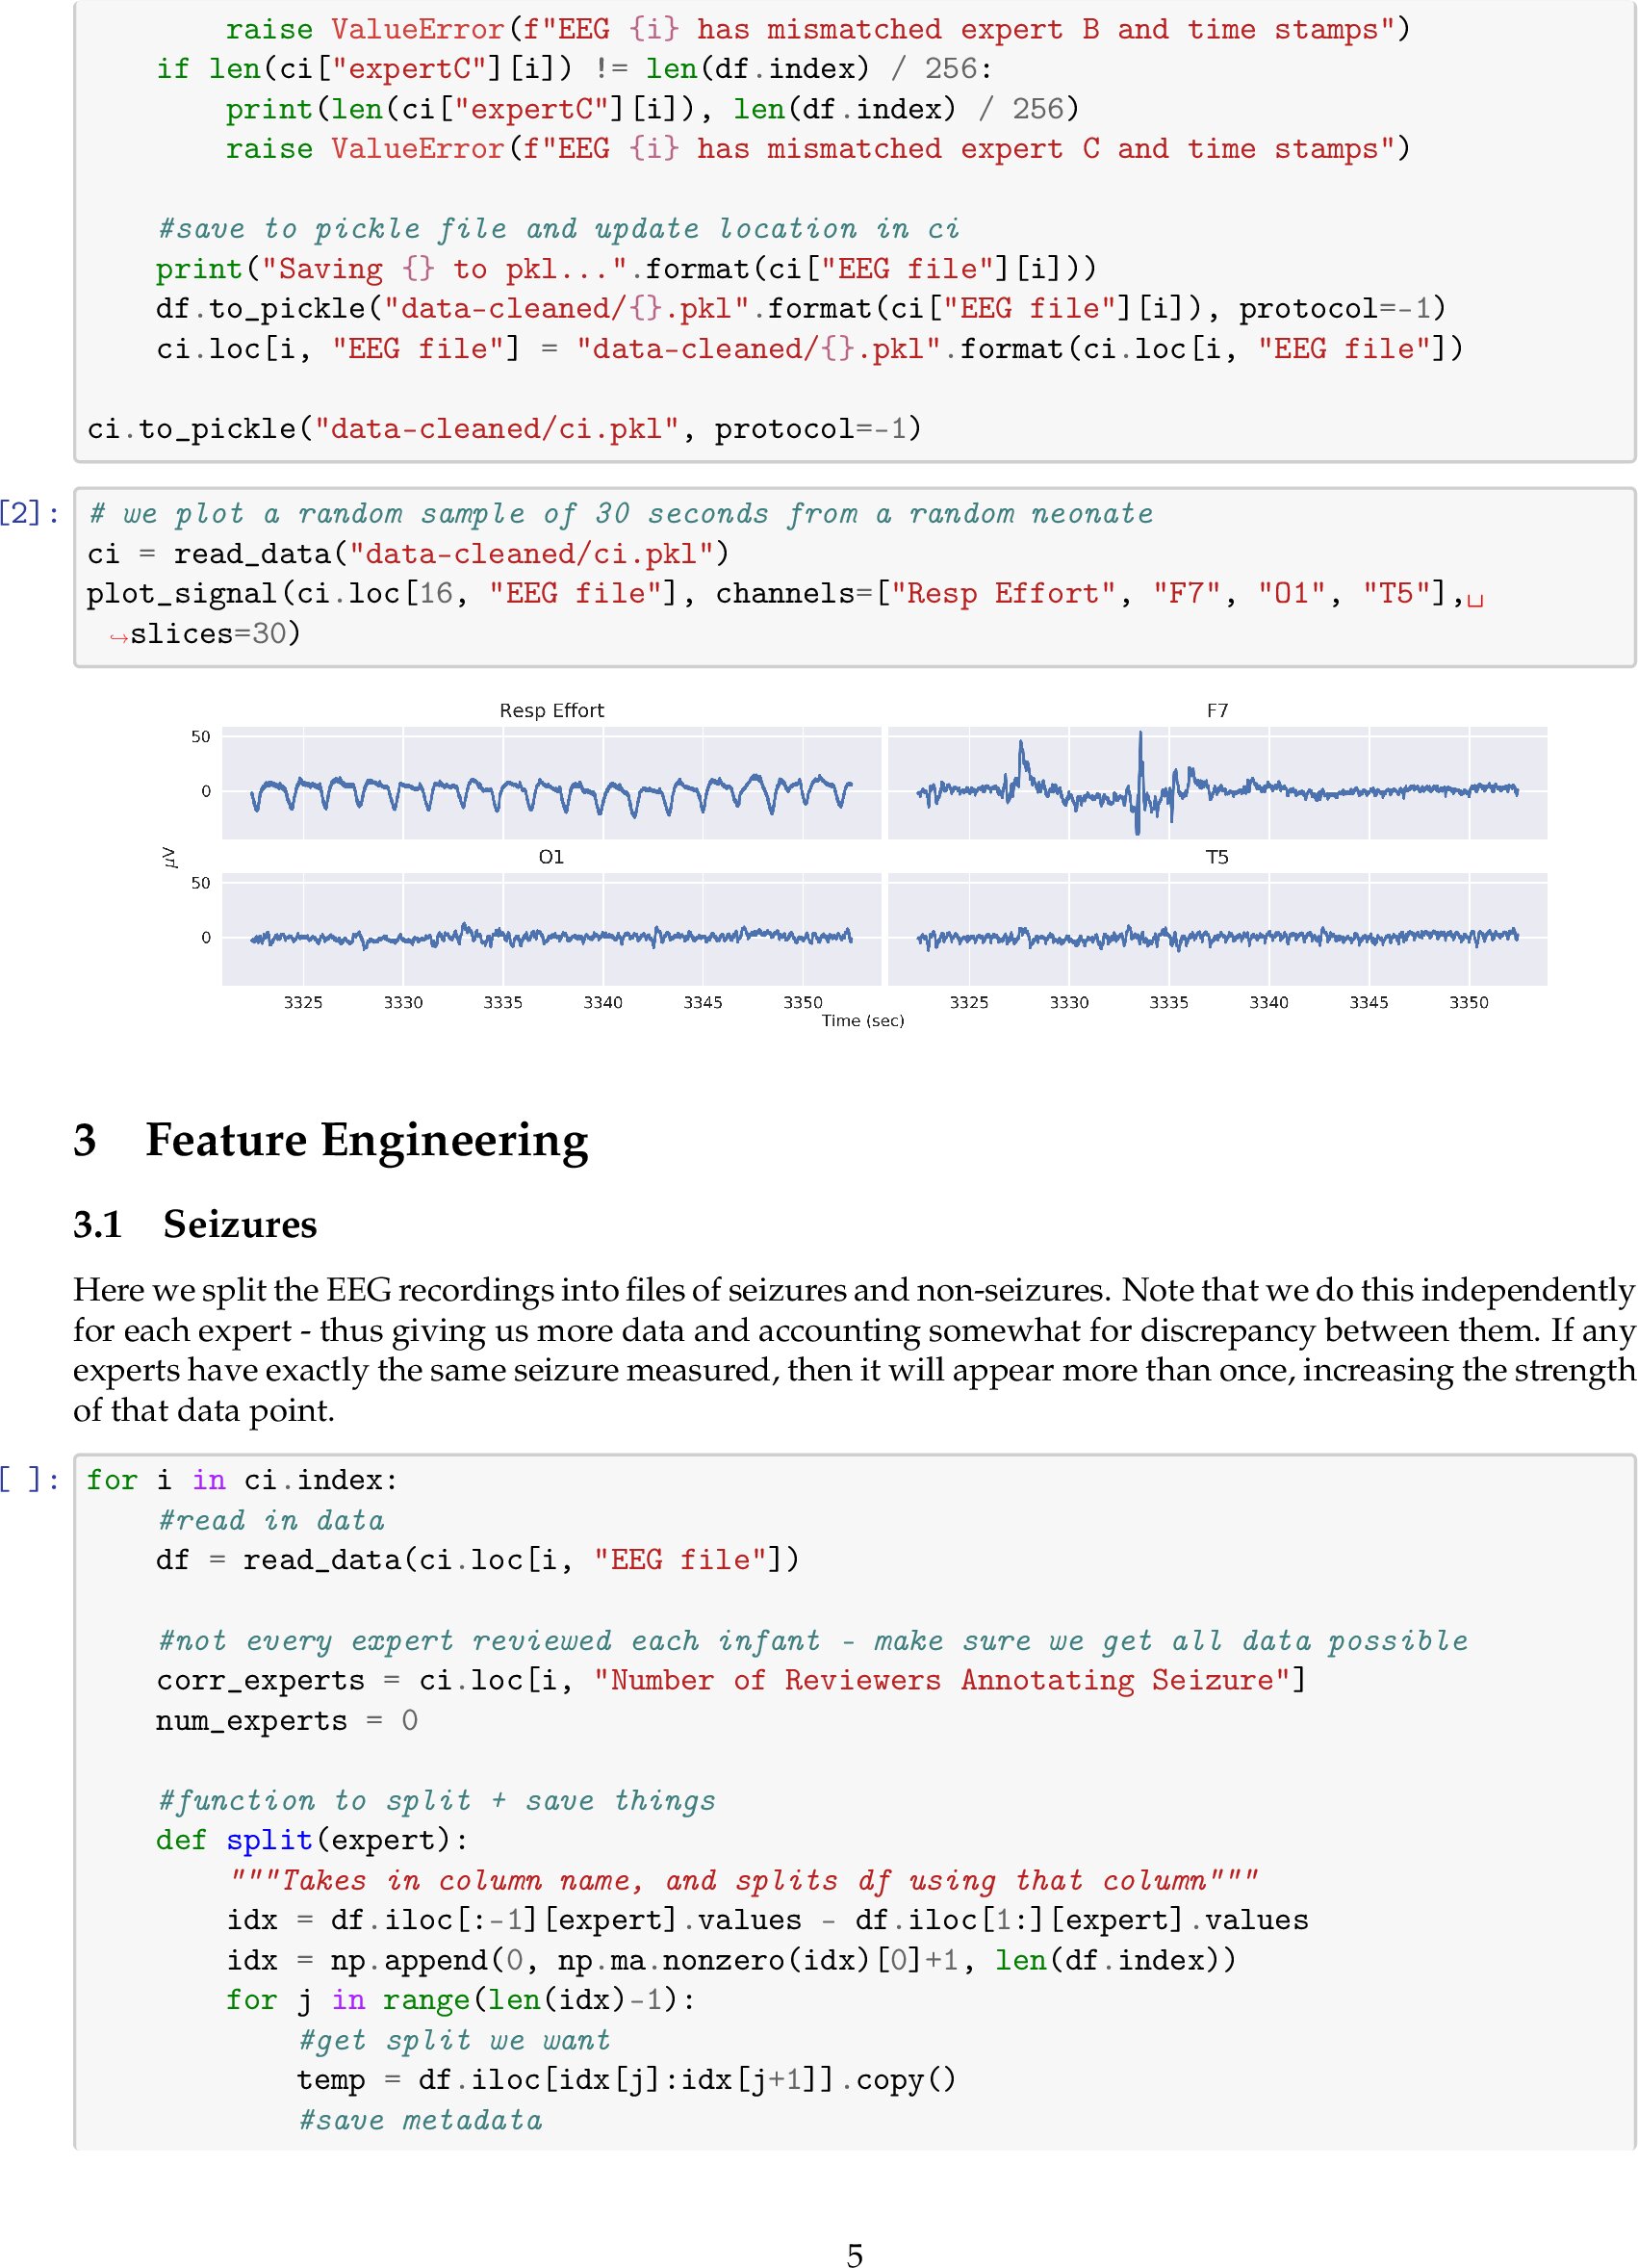 raise ValueError(f"EEG {i} has mismatched expert B and time stamps")
    if len(ci["expertC"][i]) != len(df.index) / 256:
        print(len(ci["expertC"][i]), len(df.index) / 256)
        raise ValueError(f"EEG {i} has mismatched expert C and time stamps")
    #save to pickle file and update location in ci
    print("Saving {} to pkl...".format(ci["EEG file"][i]))
    df.to_pickle("data-cleaned/{}.pkl".format(ci["EEG file"][i]), protocol=-1)
    ci.loc[i, "EEG file"] = "data-cleaned/{}.pkl".format(ci.loc[i, "EEG file"])
ci.to_pickle("data-cleaned/ci.pkl", protocol=-1)
[2]: # we plot a random sample of 30 seconds from a random neonate
ci = read_data("data-cleaned/ci.pkl")
plot_signal(ci.loc[16, "EEG file"], channels=["Resp Effort", "F7", "O1", "T5"],␣
↪slices=30)
Resp Effort F7
50
0
µV
O1 T5
50
0
3325 3330 3335 3340 3345 3350 3325 3330 3335 3340 3345 3350
Time (sec)
3 Feature Engineering
3.1 Seizures
Here we split the EEG recordings into files of seizures and non-seizures. Note that we do this independently
for each expert - thus giving us more data and accounting somewhat for discrepancy between them. If any
experts have exactly the same seizure measured, then it will appear more than once, increasing the strength
of that data point.
[ ]: for i in ci.index:
    #read in data
    df = read_data(ci.loc[i, "EEG file"])
    #not every expert reviewed each infant - make sure we get all data possible
    corr_experts = ci.loc[i, "Number of Reviewers Annotating Seizure"]
    num_experts = 0
    #function to split + save things
    def split(expert):
        """Takes in column name, and splits df using that column"""
        idx = df.iloc[:-1][expert].values - df.iloc[1:][expert].values
        idx = np.append(0, np.ma.nonzero(idx)[0]+1, len(df.index))
        for j in range(len(idx)-1):
            #get split we want
            temp = df.iloc[idx[j]:idx[j+1]].copy()
            #save metadata
5